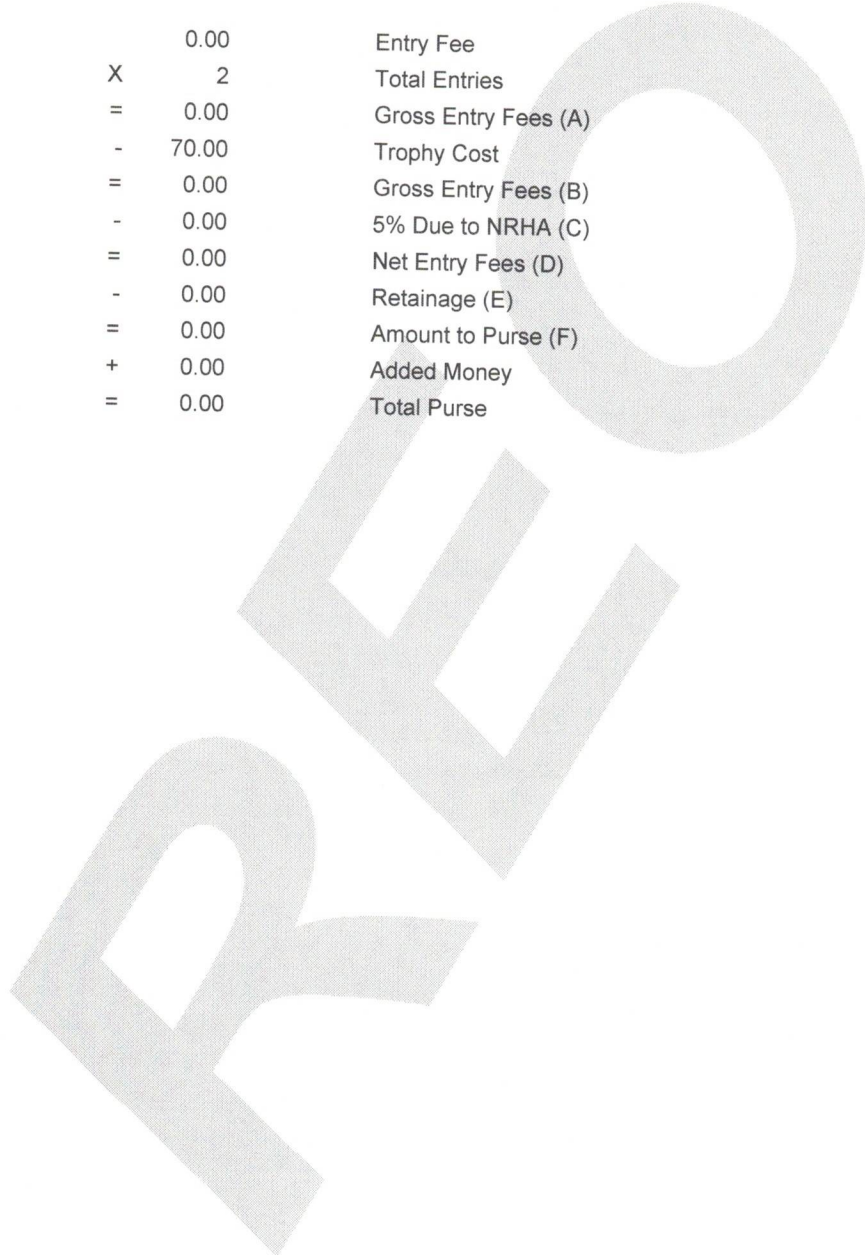 0.00 Entry Fee
X 2 Total Entries
= 0.00 Gross Entry Fees (A)
- 70.00 Trophy Cost
= 0.00 Gross Entry Fees (B)
- 0.00 5% Due to NRHA (C)
= 0.00 Net Entry Fees (D)
- 0.00 Retainage (E)
= 0.00 Amount to Purse (F)
+ 0.00 Added Money
= 0.00 Total Purse
REO